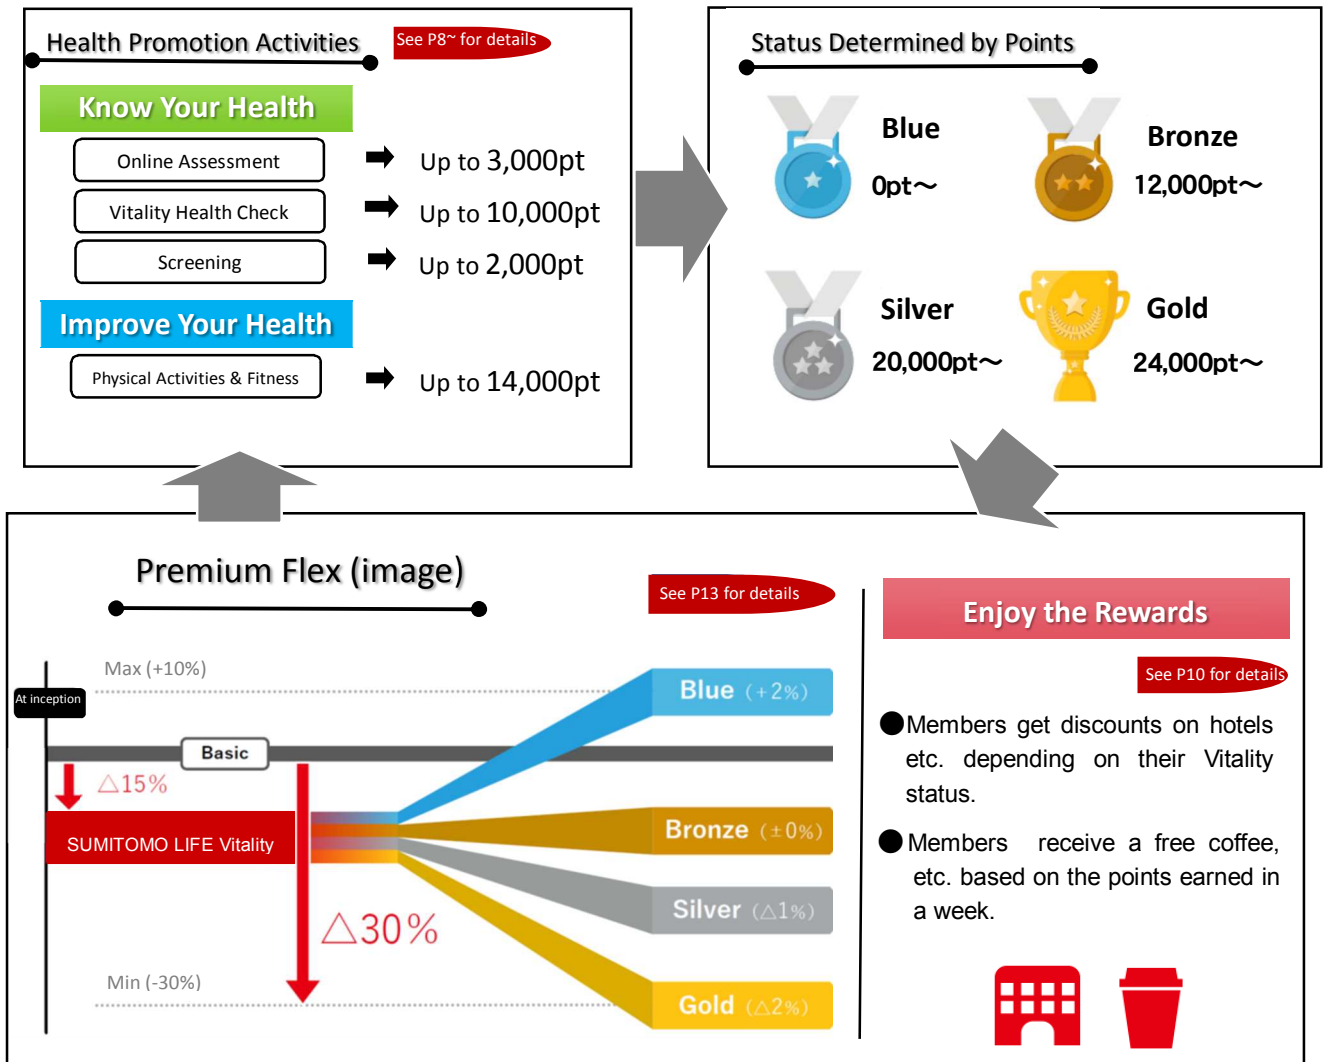 Health Promotion Activities
See P8~ for details
Know Your Health
Online Assessment
Up to 3,000pt
Vitality Health Check
Up to 10,000pt
Screening
Up to 2,000pt
Improve Your Health
Physical Activities & Fitness
Up to 14,000pt
Status Determined by Points
Blue
0pt～
Bronze
12,000pt～
Silver
20,000pt～
Gold
24,000pt～
Premium Flex (image)
See P13 for details
Max (+10%)
At inception
Basic
△15%
SUMITOMO LIFE Vitality
△30%
Min (-30%)
Blue (+2%)
Bronze (±0%)
Silver (△1%)
Gold (△2%)
Enjoy the Rewards
See P10 for details
●Members get discounts on hotels
etc. depending on their Vitality
status.
● Members receive a free coffee,
etc. based on the points earned in
a week.